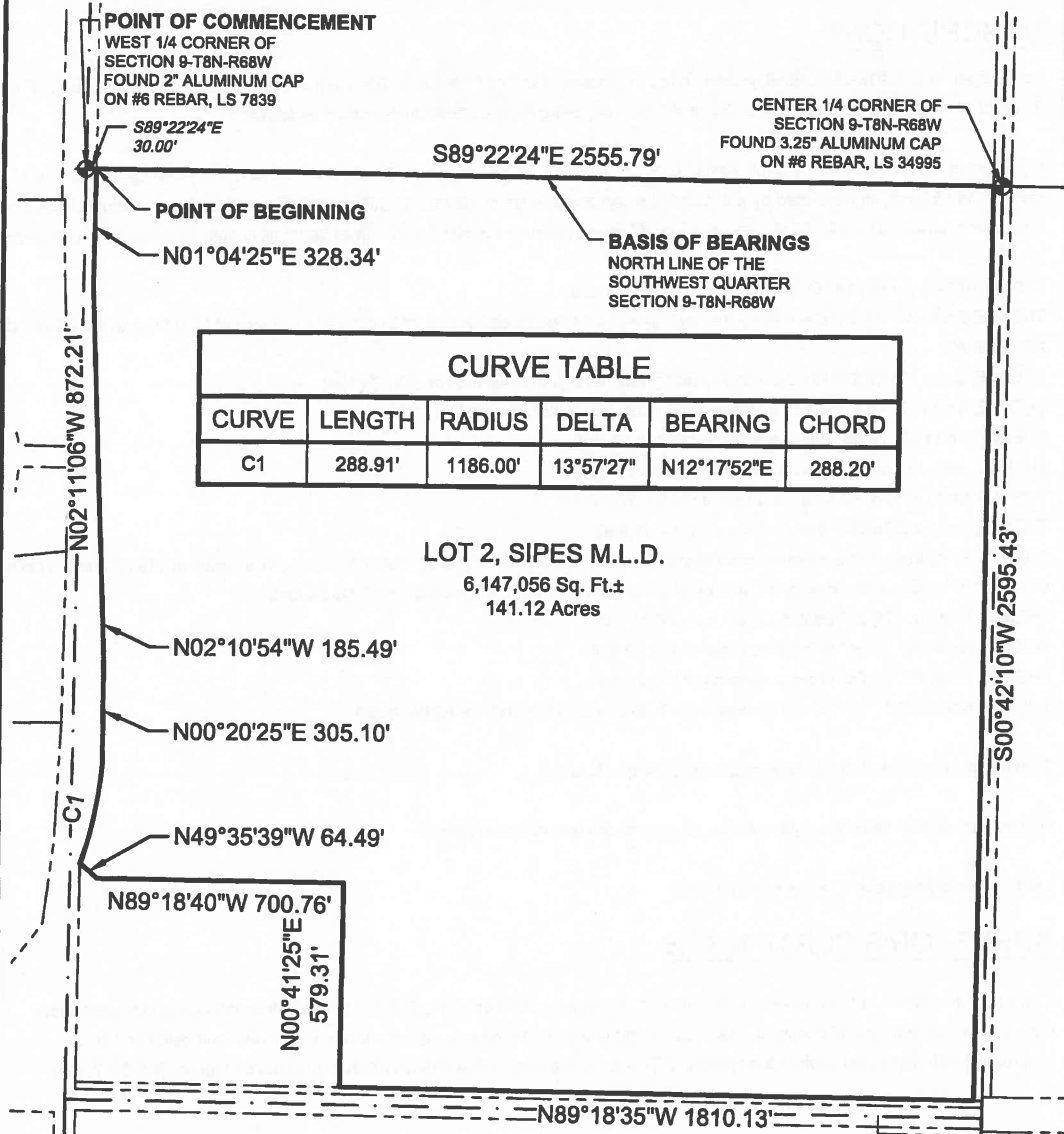 POINT OF COMMENCEMENT
WEST 1/4 CORNER OF
SECTION 9-T8N-R68W
FOUND 2" ALUMINUM CAP
ON #6 REBAR, LS 7839
S89°22'24"E
30.00'
CENTER 1/4 CORNER OF
SECTION 9-T8N-R68W
FOUND 3.25" ALUMINUM CAP
ON #6 REBAR, LS 34995
S89°22'24"E 2555.79'
POINT OF BEGINNING
N01°04'25"E 328.34'
BASIS OF BEARINGS
NORTH LINE OF THE
SOUTHWEST QUARTER
SECTION 9-T8N-R68W
N02°11'06"W 872.21'
CURVE TABLE
CURVE LENGTH RADIUS DELTA BEARING CHORD
C1 288.91' 1186.00' 13°57'27" N12°17'52"E 288.20'
LOT 2, SIPES M.L.D.
6,147,056 Sq. Ft.±
141.12 Acres
S00°42'10"W 2595.43'
N02°10'54"W 185.49'
N00°20'25"E 305.10'
C1
N49°35'39"W 64.49'
N89°18'40"W 700.76'
N00°41'25"E
579.31'
N89°18'35"W 1810.13'